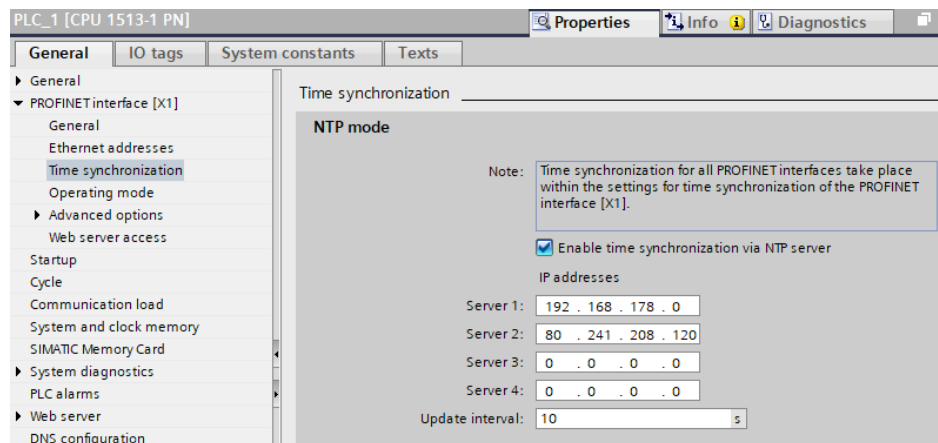 PLC_1 [CPU 1513-1 PN]
Properties
Info
Diagnostics
General
IO tags
System constants
Texts
General
PROFINET interface [X1]
General
Ethernet addresses
Time synchronization
Operating mode
Advanced options
Web server access
Startup
Cycle
Communication load
System and clock memory
SIMATIC Memory Card
System diagnostics
PLC alarms
Web server
DNS configuration
Time synchronization
NTP mode
Note: Time synchronization for all PROFINET interfaces take place
within the settings for time synchronization of the PROFINET
interface [X1].
Enable time synchronization via NTP server
IP addresses
Server 1: 192 . 168 . 178 . 0
Server 2: 80 . 241 . 208 . 120
Server 3: 0 . 0 . 0 . 0
Server 4: 0 . 0 . 0 . 0
Update interval: 10 s